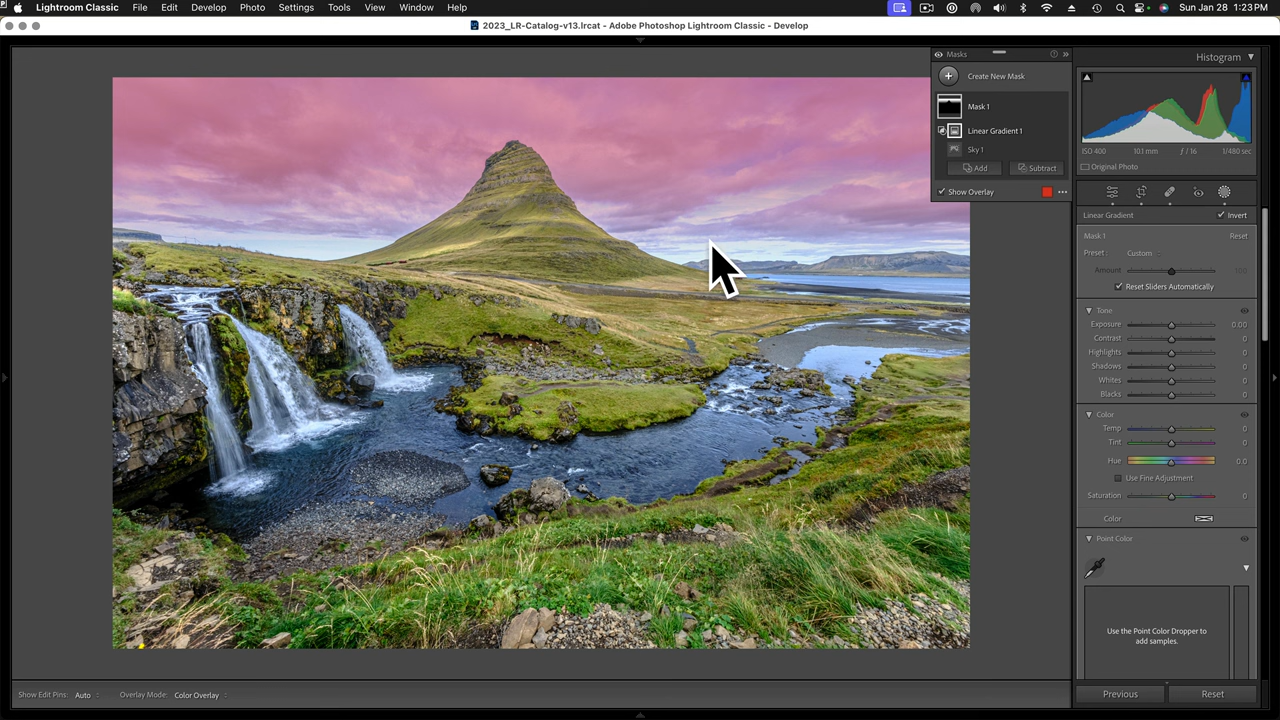 Lightroom Classic File Edit Develop Photo Settings Tools View Window Help Sun Jan 28 1:23 PM
2023_LR-Catalog-v13.lrcat - Adobe Photoshop Lightroom Classic - Develop
Masks
Create New Mask
Mask 1
Linear Gradient 1
Sky 1
Add Subtract
Show Overlay
Histogram
ISO 400 101 mm ƒ / 16 1/480 sec
Original Photo
Linear Gradient Invert
Mask 1 Reset
Preset : Custom
Amount 100
Reset Sliders Automatically
Tone
Exposure 0.00
Contrast 0
Highlights 0
Shadows 0
Whites 0
Blacks 0
Color
Temp 0
Tint 0
Hue 0.0
Use Fine Adjustment
Saturation 0
Color
Point Color
Use the Point Color Dropper to
add samples.
Show Edit Pins: Auto Overlay Mode: Color Overlay
Previous Reset